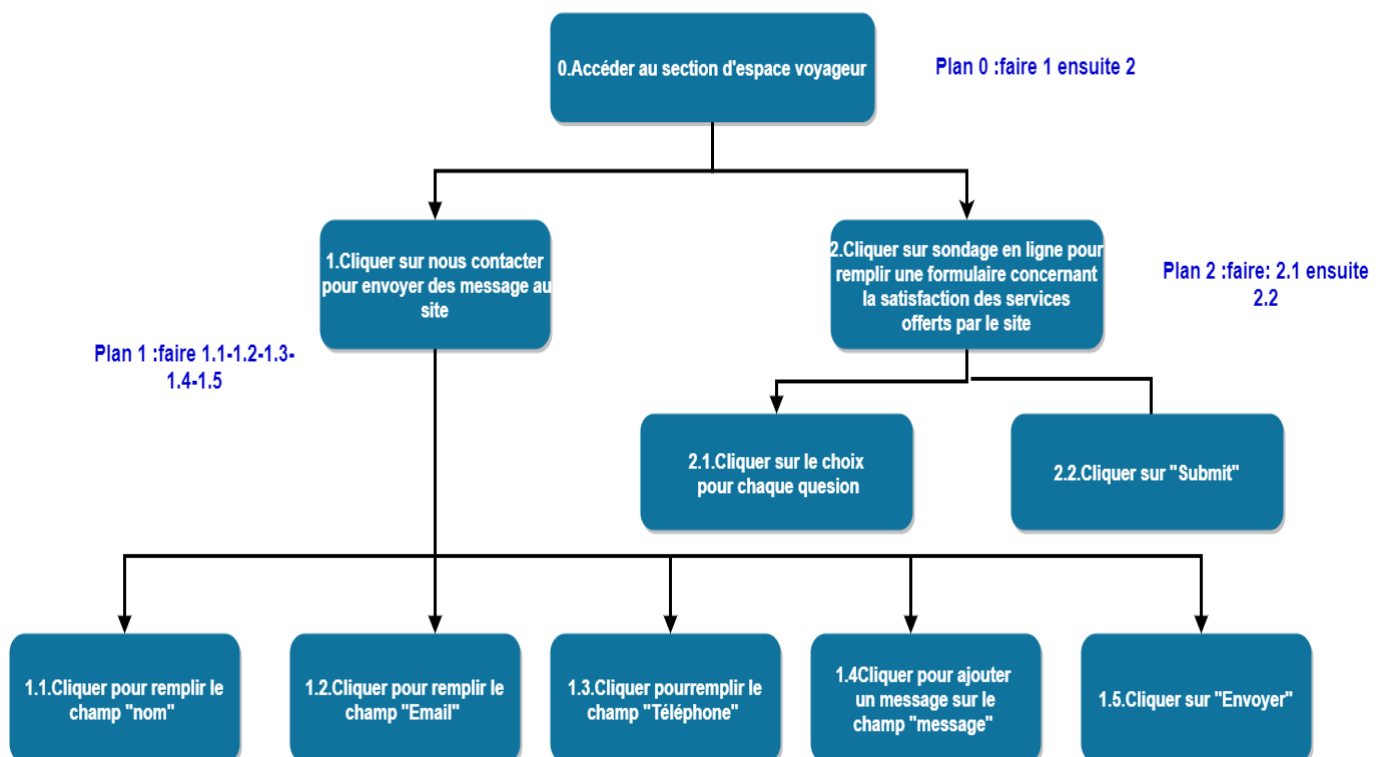 0.Accéder au section d'espace voyageur
Plan 0 :faire 1 ensuite 2
1.Cliquer sur nous contacter
pour envoyer des message au
site
2.Cliquer sur sondage en ligne pour
remplir une formulaire concernant
la satisfaction des services
offerts par le site
Plan 2 :faire: 2.1 ensuite
2.2
Plan 1 :faire 1.1-1.2-1.3-
1.4-1.5
2.1.Cliquer sur le choix
pour chaque quesion
2.2.Cliquer sur "Submit"
1.1.Cliquer pour remplir le
champ "nom"
1.2.Cliquer pour remplir le
champ "Email"
1.3.Cliquer pourremplir le
champ "Téléphone"
1.4Cliquer pour ajouter
un message sur le
champ "message"
1.5.Cliquer sur "Envoyer"